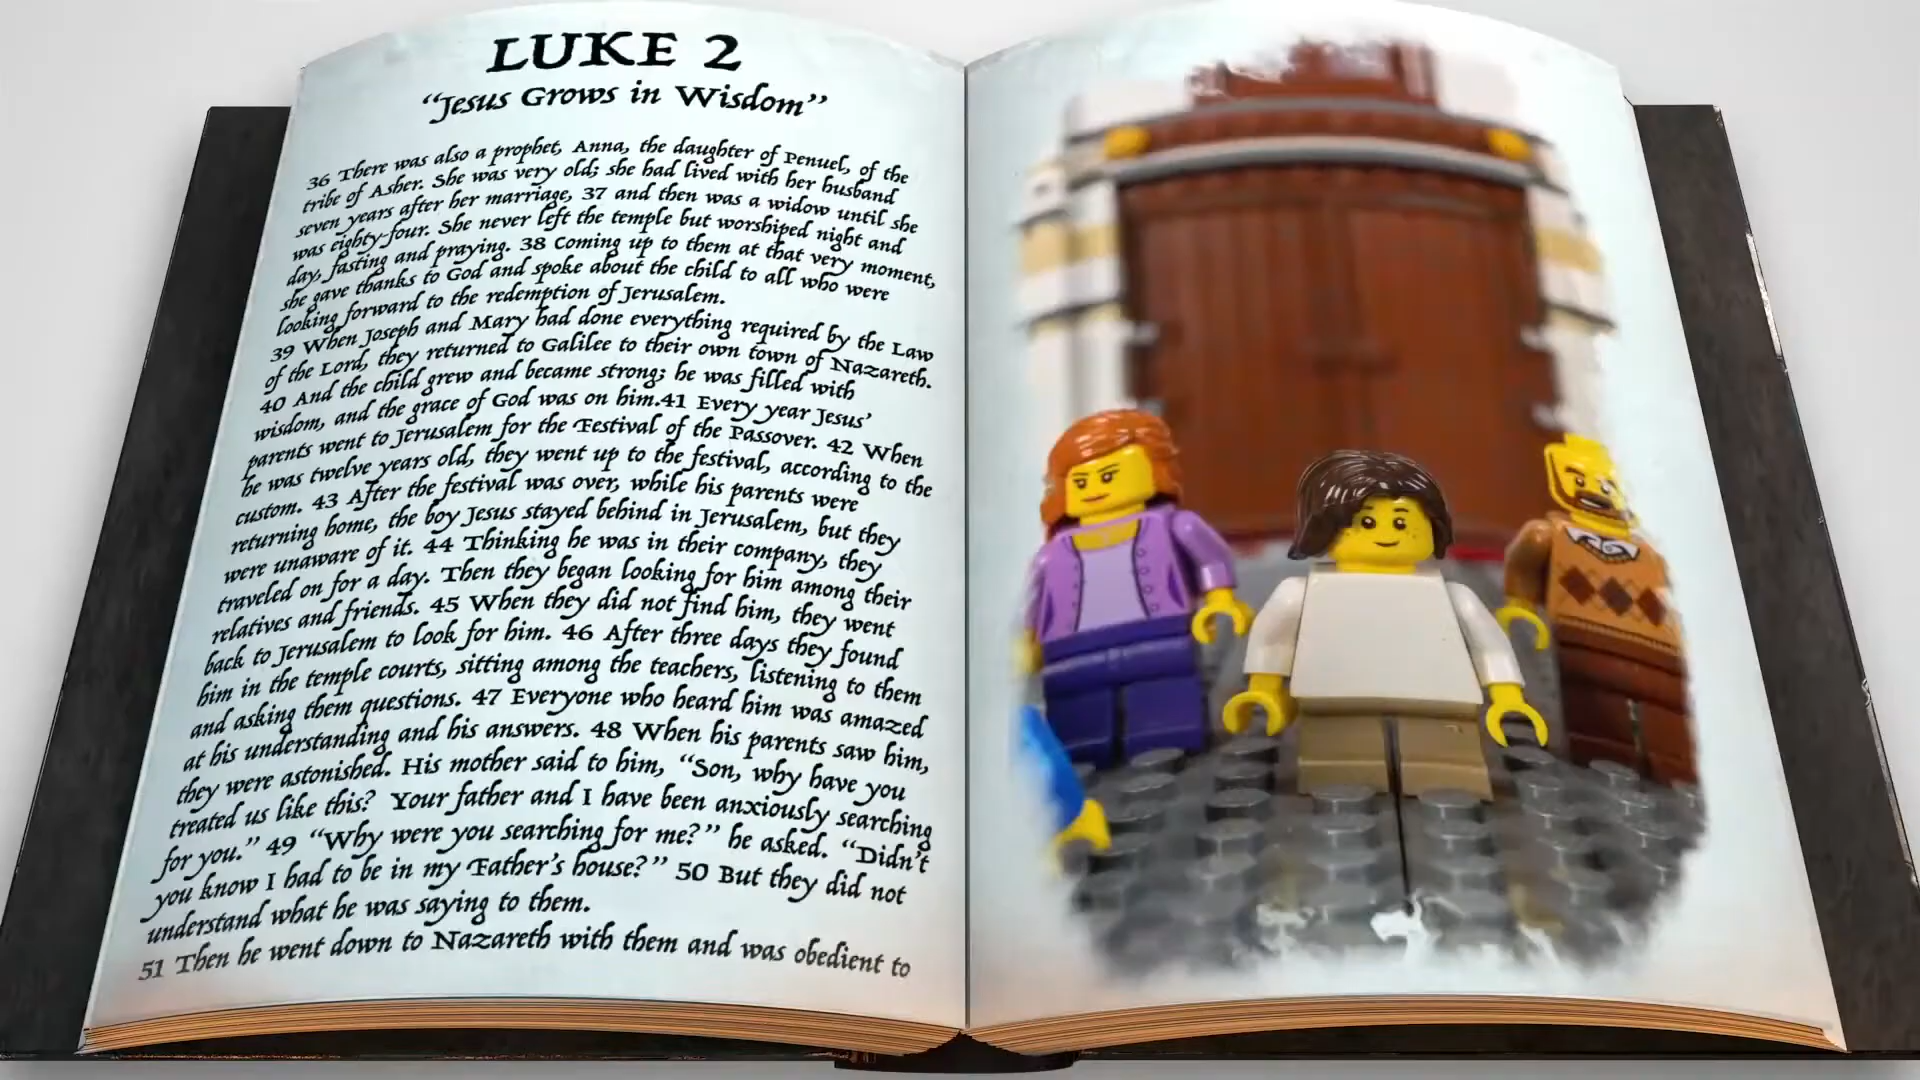 LUKE 2
“Jesus Grows in Wisdom”
36 There was also a prophet, Anna, the daughter of Penuel, of the
tribe of Asher. She was very old; she had lived with her husband
seven years after her marriage, 37 and then was a widow until she
was eighty-four. She never left the temple but worshiped night and
day, fasting and praying. 38 Coming up to them at that very moment,
she gave thanks to God and spoke about the child to all who were
looking forward to the redemption of Jerusalem.
39 When Joseph and Mary had done everything required by the Law
of the Lord, they returned to Galilee to their own town of Nazareth.
40 And the child grew and became strong; he was filled with
wisdom, and the grace of God was on him.41 Every year Jesus’
parents went to Jerusalem for the Festival of the Passover. 42 When
he was twelve years old, they went up to the festival, according to the
custom. 43 After the festival was over, while his parents were
returning home, the boy Jesus stayed behind in Jerusalem, but they
were unaware of it. 44 Thinking he was in their company, they
traveled on for a day. Then they began looking for him among their
relatives and friends. 45 When they did not find him, they went
back to Jerusalem to look for him. 46 After three days they found
him in the temple courts, sitting among the teachers, listening to them
and asking them questions. 47 Everyone who heard him was amazed
at his understanding and his answers. 48 When his parents saw him,
they were astonished. His mother said to him, “Son, why have you
treated us like this? Your father and I have been anxiously searching
for you.” 49 “Why were you searching for me?” he asked. “Didn’t
you know I had to be in my Father’s house?” 50 But they did not
understand what he was saying to them.
51 Then he went down to Nazareth with them and was obedient to